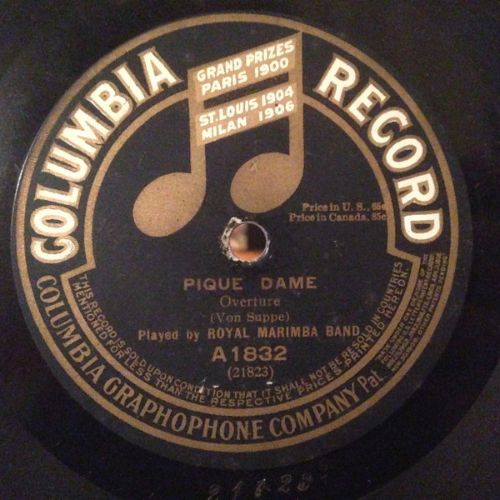 COLUMBIA RECORD
GRAND PRIZES
PARIS 1900
ST. LOUIS 1904
MILAN 1906
Price in U. S., 65c
Price in Canada, 85c
PIQUE DAME
Overture
(Von Suppe)
Played by ROYAL MARIMBA BAND
A1832
(21823)
THIS RECORD IS SOLD UPON CONDITION THAT IT SHALL NOT BE RESOLD IN COUNTRIES
MENTIONED FOR LESS THAN THE RESPECTIVE PRICES PRINTED HEREON.
COLUMBIA GRAPHOPHONE COMPANY Pat